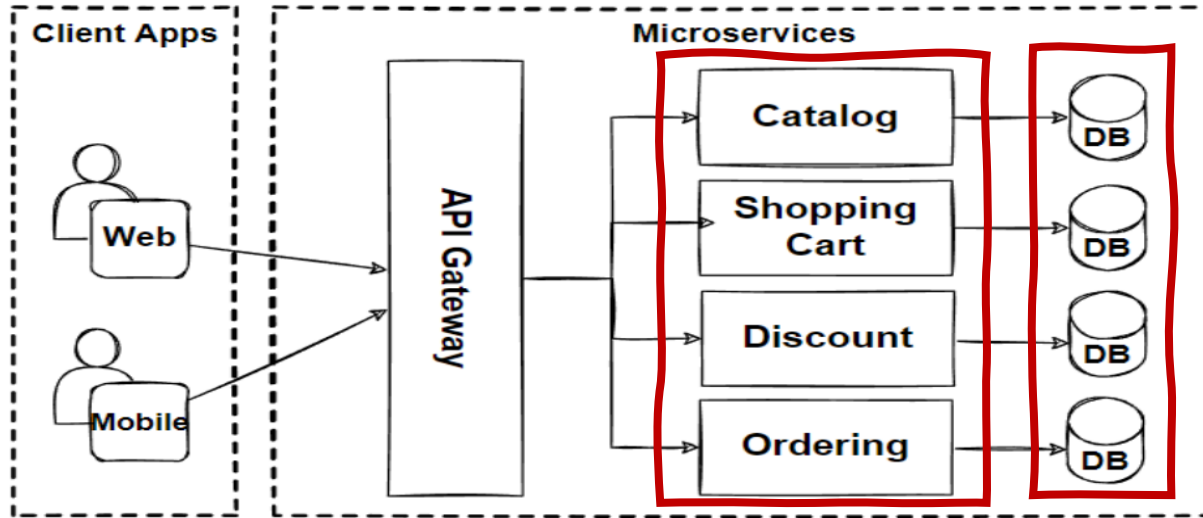 Client Apps
Microservices
Web
Mobile
API Gateway
Catalog
DB
Shopping
Cart
DB
Discount
DB
Ordering
DB